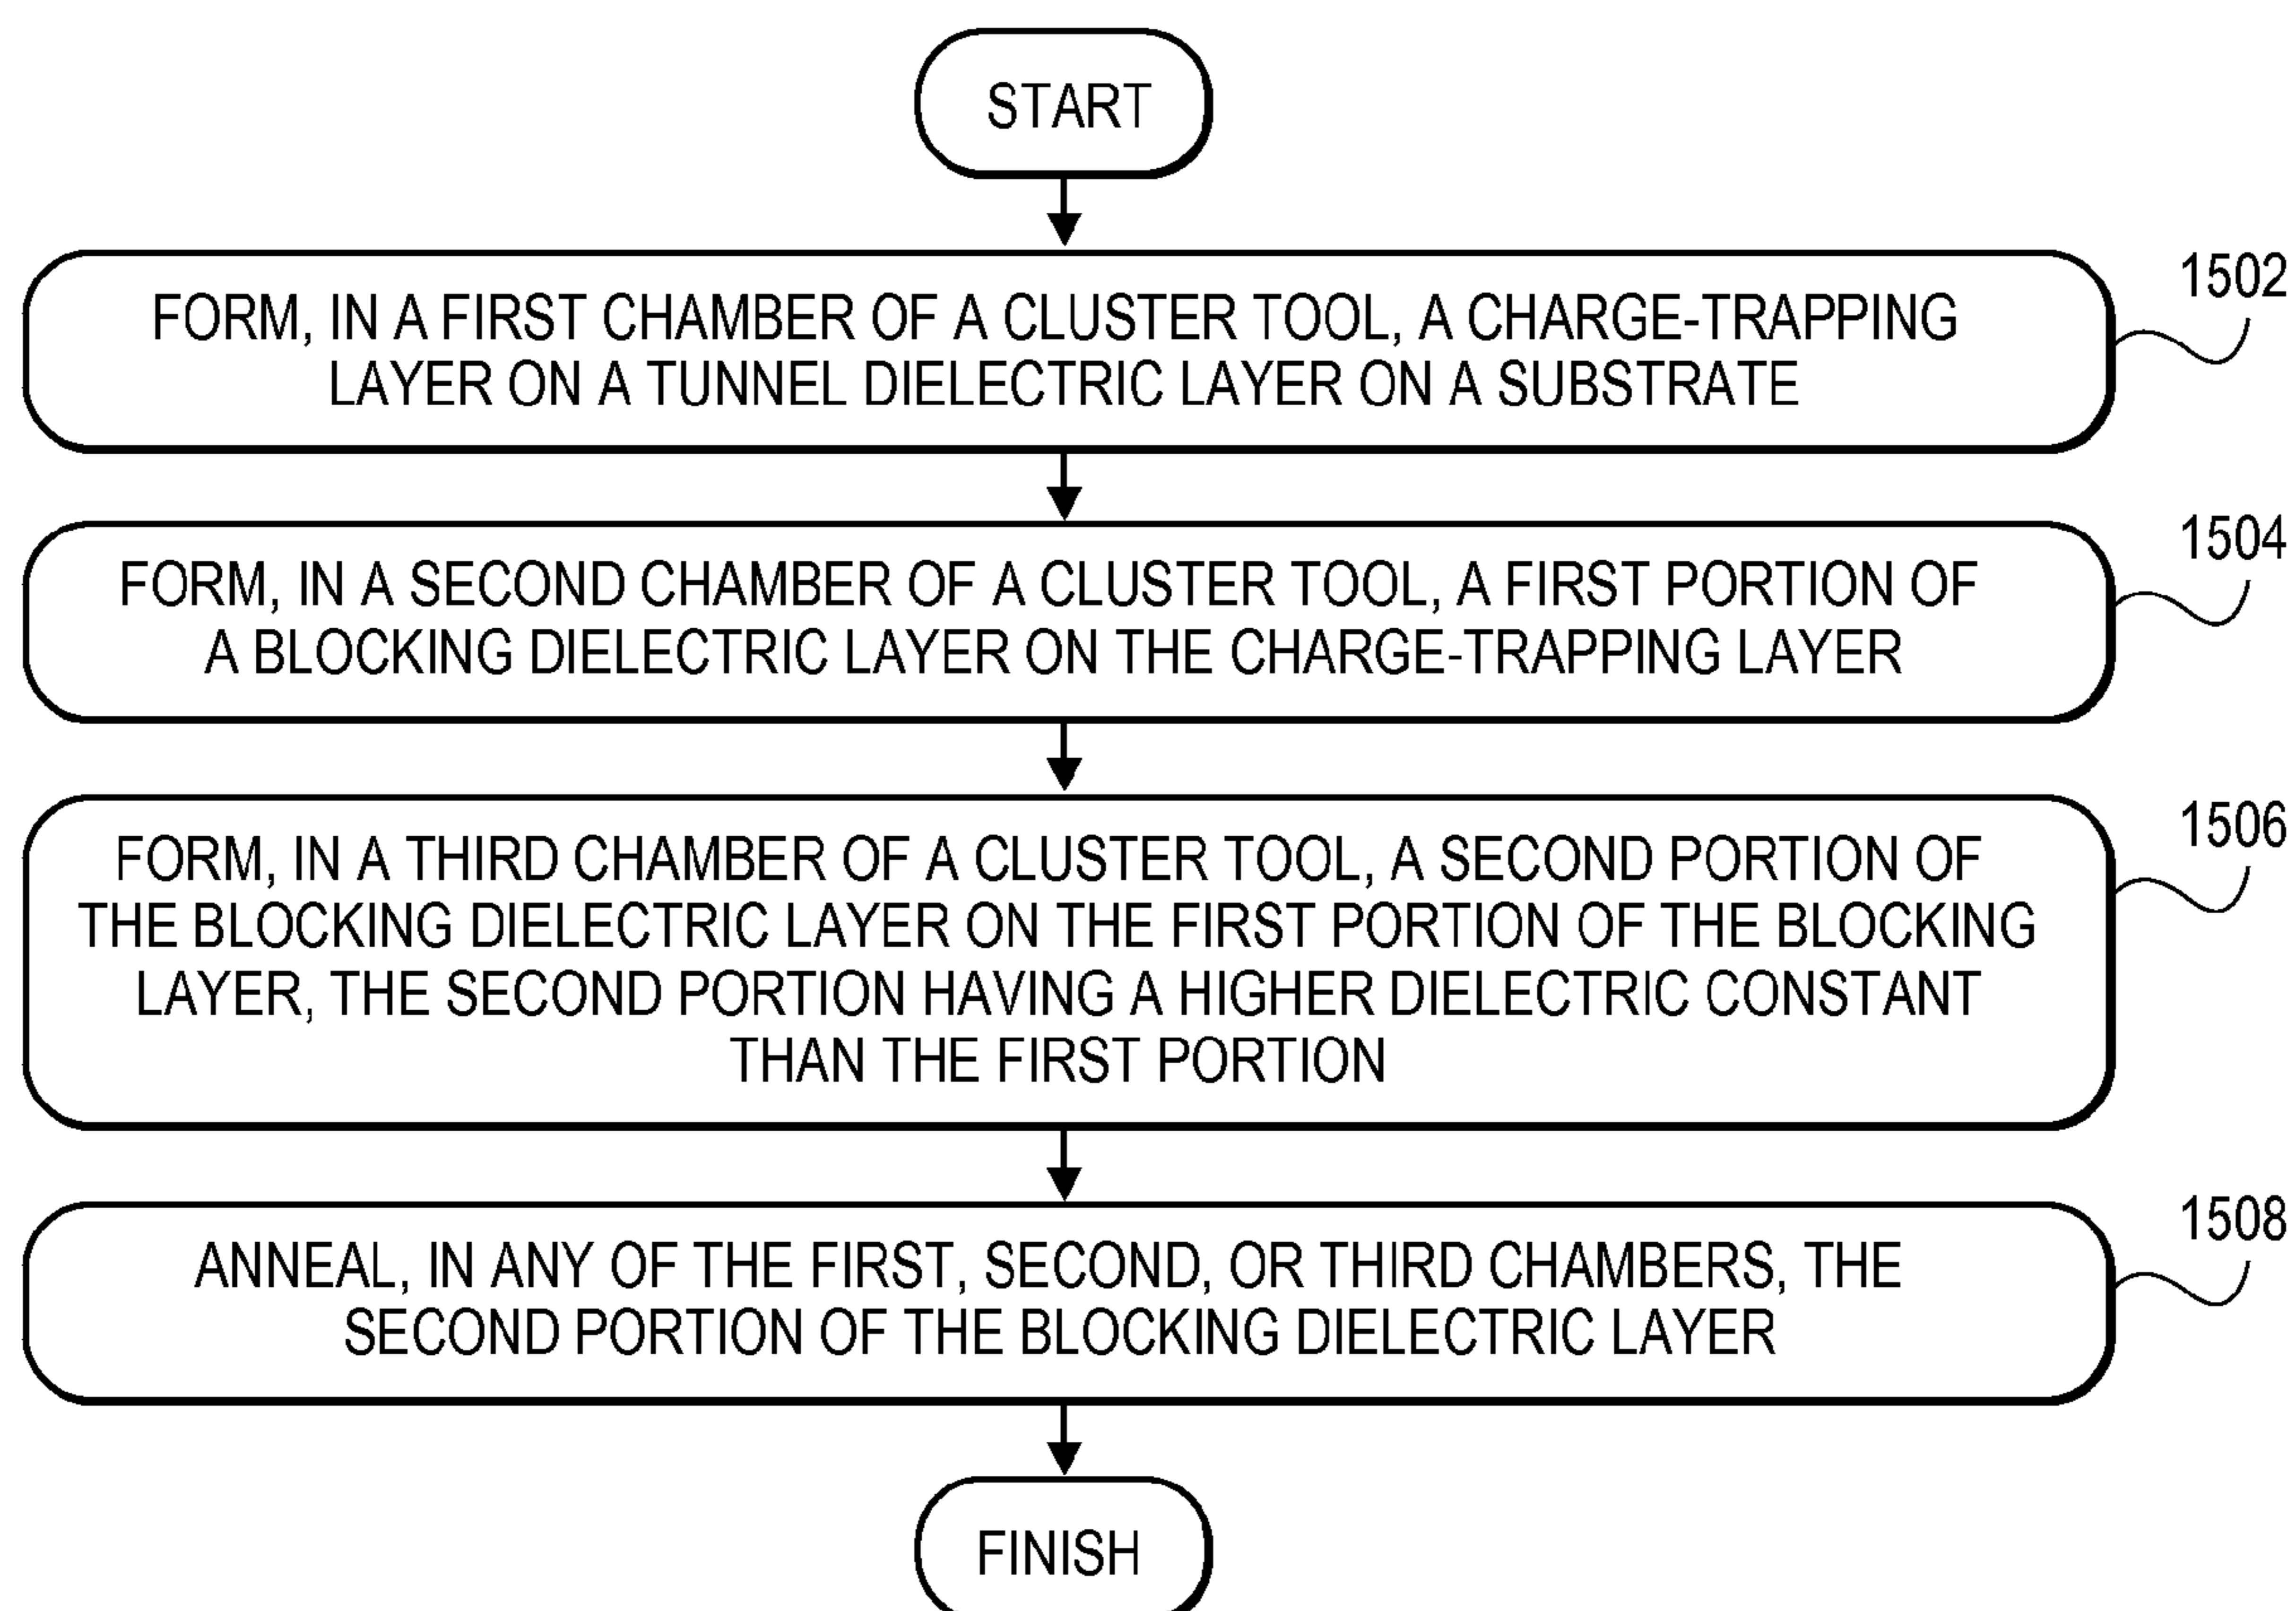 START
1502
FORM, IN A FIRST CHAMBER OF A CLUSTER TOOL, A CHARGE-TRAPPING
LAYER ON A TUNNEL DIELECTRIC LAYER ON A SUBSTRATE
1504
FORM, IN A SECOND CHAMBER OF A CLUSTER TOOL, A FIRST PORTION OF
A BLOCKING DIELECTRIC LAYER ON THE CHARGE-TRAPPING LAYER
1506
FORM, IN A THIRD CHAMBER OF A CLUSTER TOOL, A SECOND PORTION OF
THE BLOCKING DIELECTRIC LAYER ON THE FIRST PORTION OF THE BLOCKING
LAYER, THE SECOND PORTION HAVING A HIGHER DIELECTRIC CONSTANT
THAN THE FIRST PORTION
1508
ANNEAL, IN ANY OF THE FIRST, SECOND, OR THIRD CHAMBERS, THE
SECOND PORTION OF THE BLOCKING DIELECTRIC LAYER
FINISH